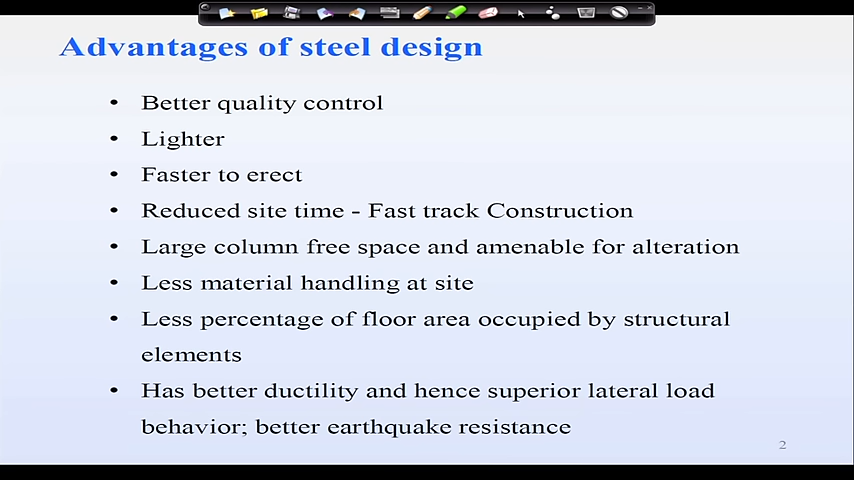 Advantages of steel design
• Better quality control
• Lighter
• Faster to erect
• Reduced site time - Fast track Construction
• Large column free space and amenable for alteration
• Less material handling at site
• Less percentage of floor area occupied by structural
elements
• Has better ductility and hence superior lateral load
behavior; better earthquake resistance
2